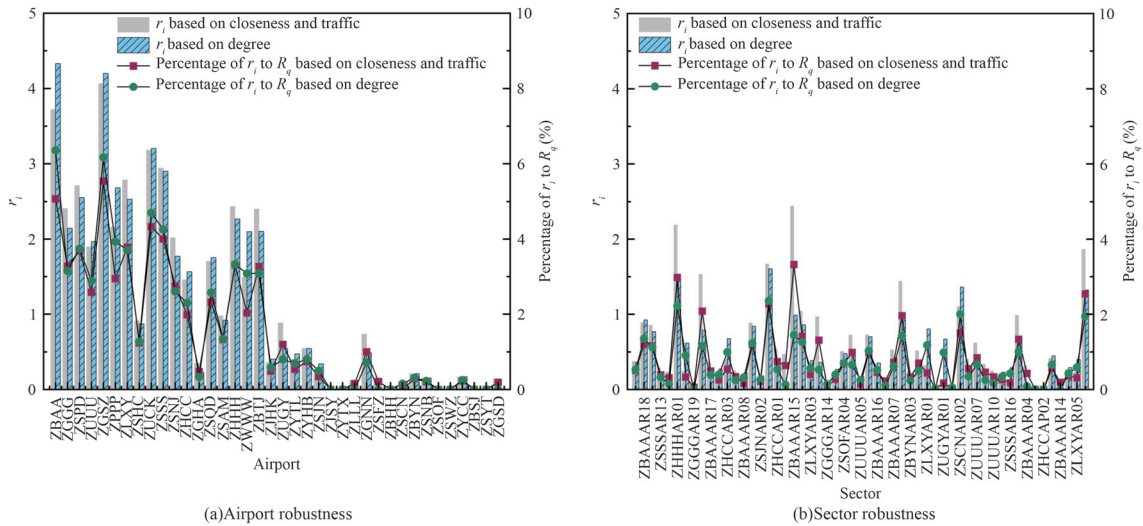 5
4
3
2
1
0
r_i
10
8
6
4
2
0
Percentage of r_i to R_q (%)
r_i based on closeness and traffic
r_i based on degree
Percentage of r_i to R_q based on closeness and traffic
Percentage of r_i to R_q based on degree
ZBAA
ZGGG
ZSPD
ZUUU
ZGSZ
ZPPP
ZLXY
ZSHC
ZUCK
ZSSS
ZSNJ
ZHCC
ZGHA
ZSQD
ZSAM
ZHHH
ZWWW
ZBTJ
ZJHK
ZUGY
ZYHB
ZSJN
ZYTX
ZLLL
ZGNN
ZSFZ
ZBHH
ZSCN
ZBYN
ZSNB
ZSOF
ZSWZ
ZYCC
ZBSJ
ZSYT
ZGSD
Airport
(a)Airport robustness
5
4
3
2
1
0
r_i
10
8
6
4
2
0
Percentage of r_i to R_q (%)
r_i based on closeness and traffic
r_i based on degree
Percentage of r_i to R_q based on closeness and traffic
Percentage of r_i to R_q based on degree
ZBAAAR18
ZSSSAR13
ZHHHAR01
ZGGGAR19
ZBAAAR17
ZHCCAR03
ZBAAAR08
ZSJNAR02
ZHCCAR01
ZBAAAR15
ZLXYAR03
ZGGGAR14
ZSOFAR04
ZUUUAR05
ZBAAAR16
ZBAAAR07
ZBYNAR03
ZLXYAR01
ZUGYAR01
ZSCNAR02
ZUUUAR07
ZUUUAR10
ZSSSAR16
ZBAAAR04
ZHCCAP02
ZBAAAR14
ZLXYAR05
Sector
(b)Sector robustness